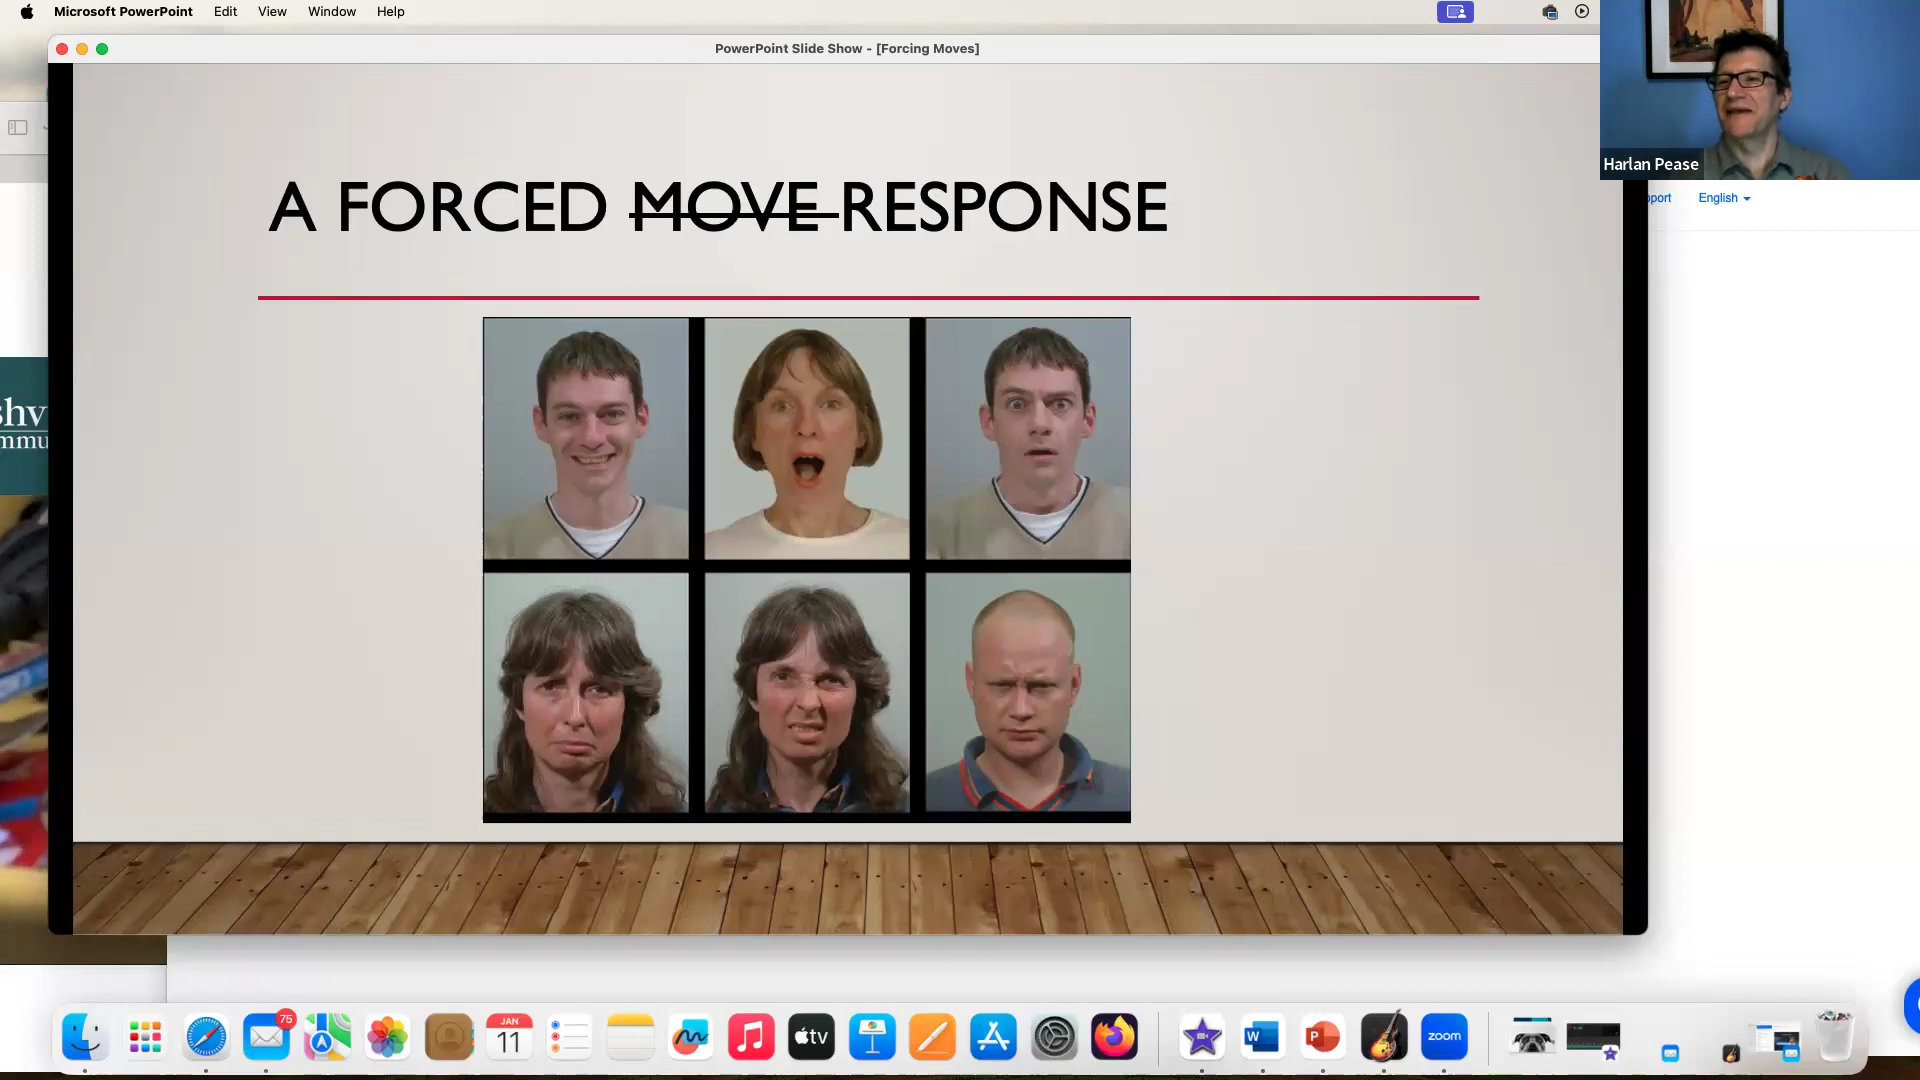 Microsoft PowerPoint Edit View Window Help
PowerPoint Slide Show - [Forcing Moves]
Harlan Pease
English
A FORCED MOVE RESPONSE
75
JAN
11
tv
W
P
zoom